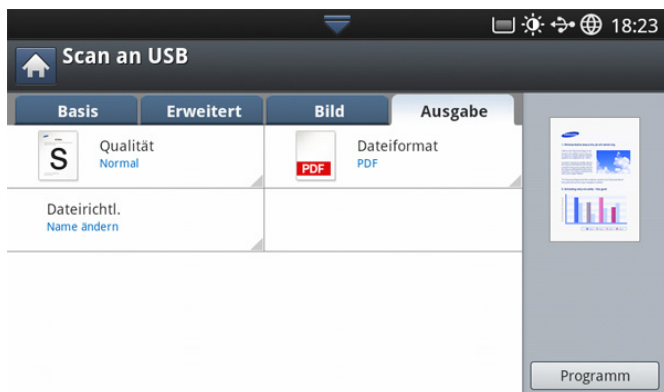 18:23
Scan an USB
Basis
Erweitert
Bild
Ausgabe
S
Qualität
Normal
PDF
Dateiformat
PDF
Dateirichtl.
Name ändern
Programm